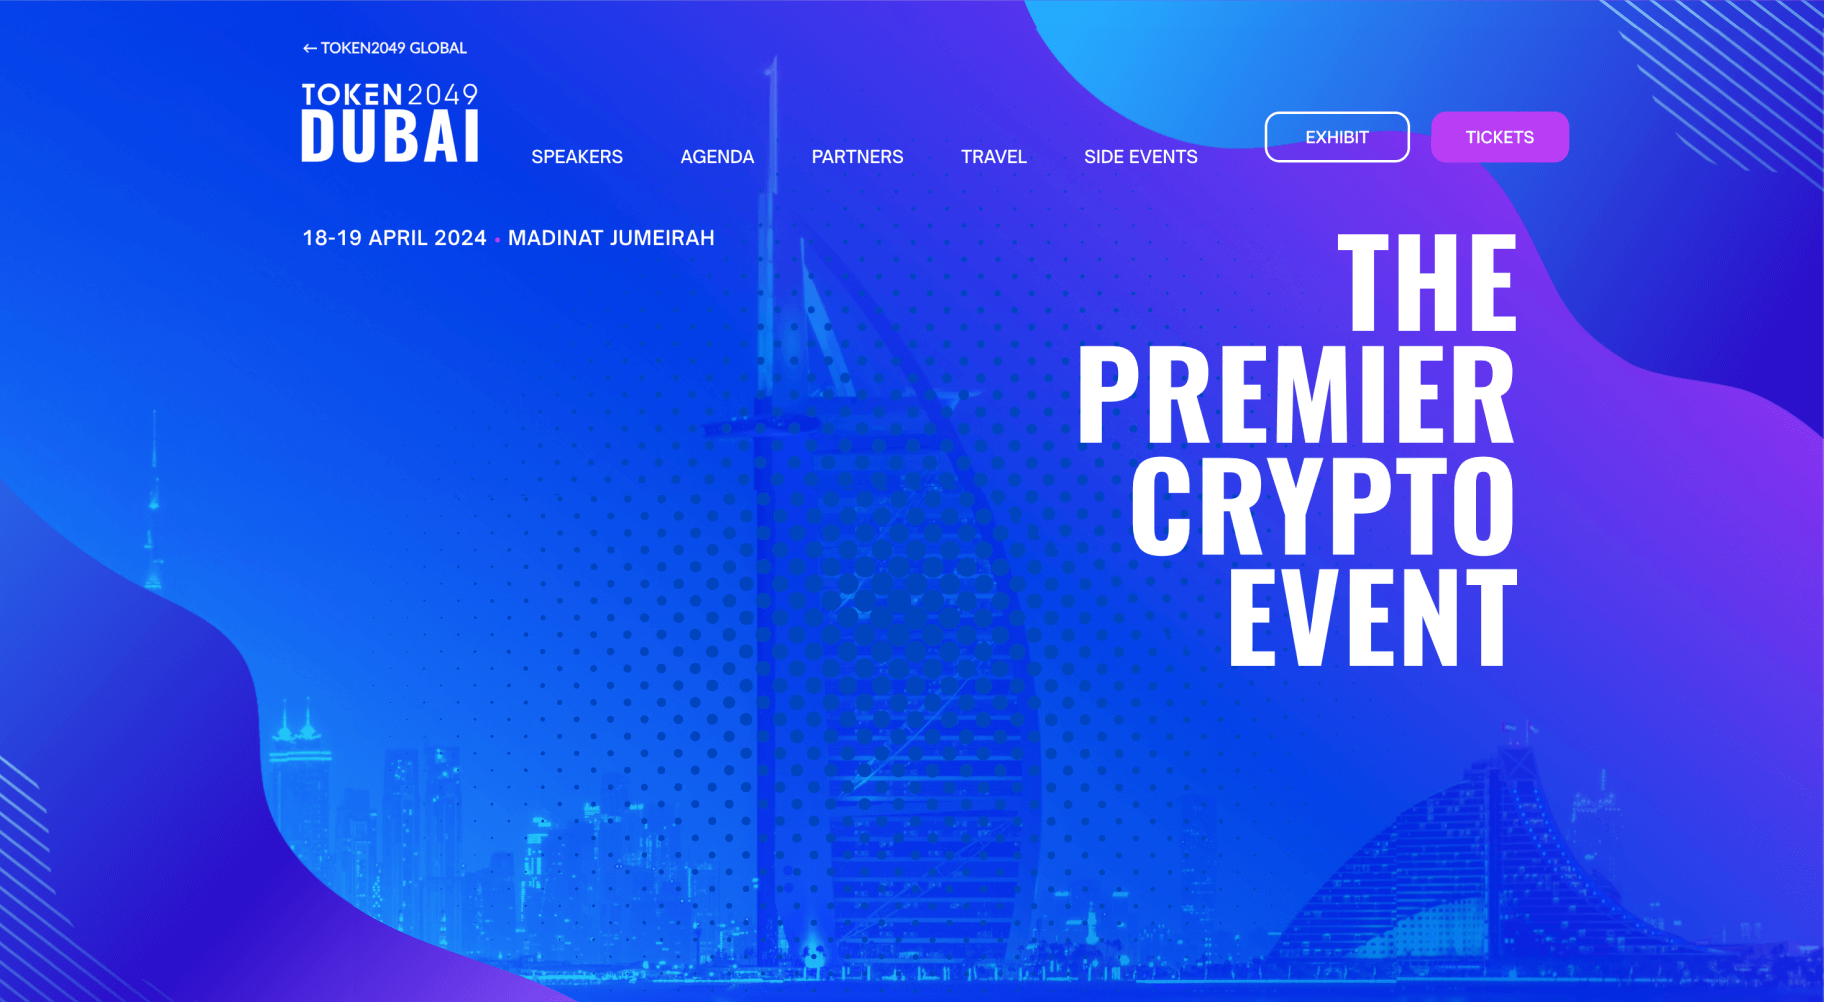 ← TOKEN2049 GLOBAL
TOKEN2049
DUBAI
SPEAKERS
AGENDA
PARTNERS
TRAVEL
SIDE EVENTS
EXHIBIT
TICKETS
18-19 APRIL 2024 • MADINAT JUMEIRAH
THE
PREMIER
CRYPTO
EVENT